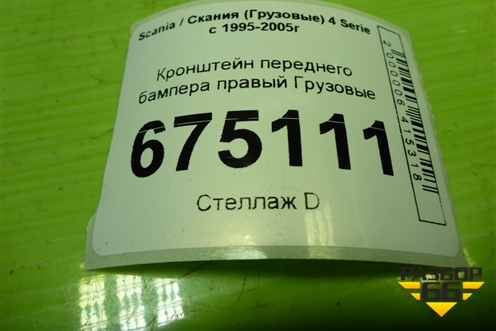 Scania / Скания (Грузовые) 4 Serie
с 1995-2005г
Кронштейн переднего
бампера правый Грузовые
675111
Стеллаж D
2000006415318
РАЗБОР
66